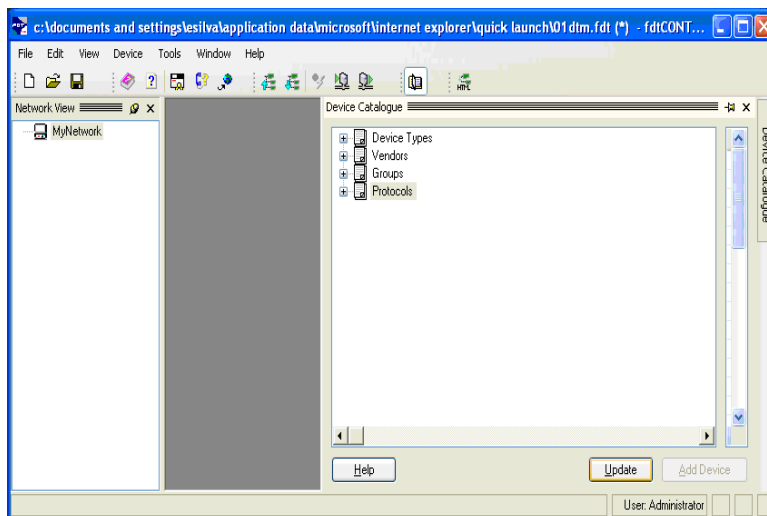 c:\documents and settings\esilva\application data\microsoft\internet explorer\quick launch\01dtm.fdt (*) - fdtCONT...
File Edit View Device Tools Window Help
HTML
Network View
MyNetwork
Device Catalogue
Device Types
Vendors
Groups
Protocols
Device Catalogue
Help
Update
Add Device
User: Administrator